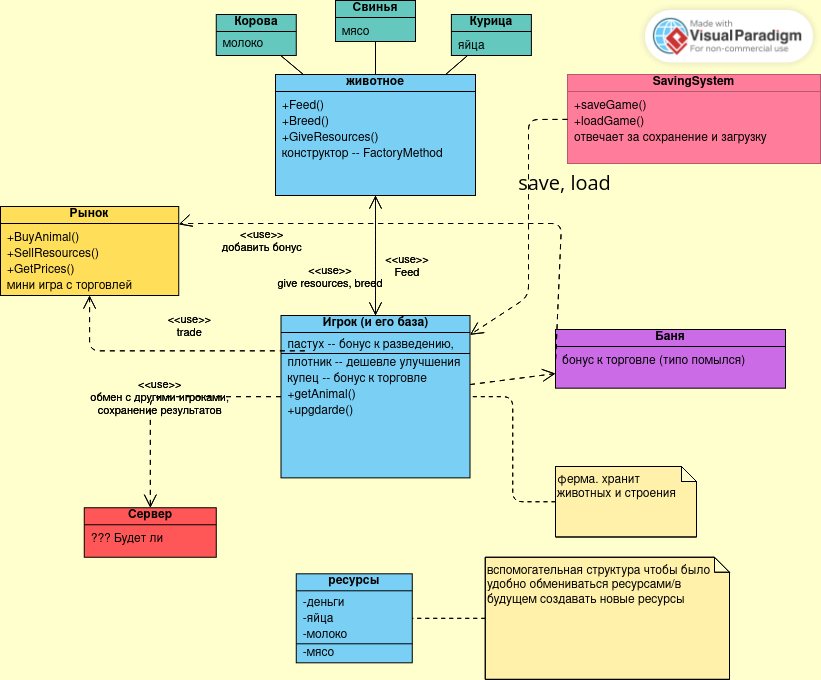 Корова
молоко
Свинья
мясо
Курица
яйца
Made with
VisualParadigm
For non-commercial use
животное
+Feed()
+Breed()
+GiveResources()
конструктор -- FactoryMethod
SavingSystem
+saveGame()
+loadGame()
отвечает за сохранение и загрузку
save, load
Рынок
+BuyAnimal()
+SellResources()
+GetPrices()
мини игра с торговлей
<<use>>
добавить бонус
<<use>>
Feed
<<use>>
give resources, breed
<<use>>
trade
Игрок (и его база)
пастух -- бонус к разведению,
плотник -- дешевле улучшения
купец -- бонус к торговле
+getAnimal()
+upgdarde()
Баня
бонус к торговле (типо помылся)
<<use>>
обмен с другими игроками,
сохранение результатов
ферма. хранит
животных и строения
Сервер
??? Будет ли
ресурсы
-деньги
-яйца
-молоко
-мясо
вспомогательная структура чтобы было
удобно обмениваться ресурсами/в
будущем создавать новые ресурсы